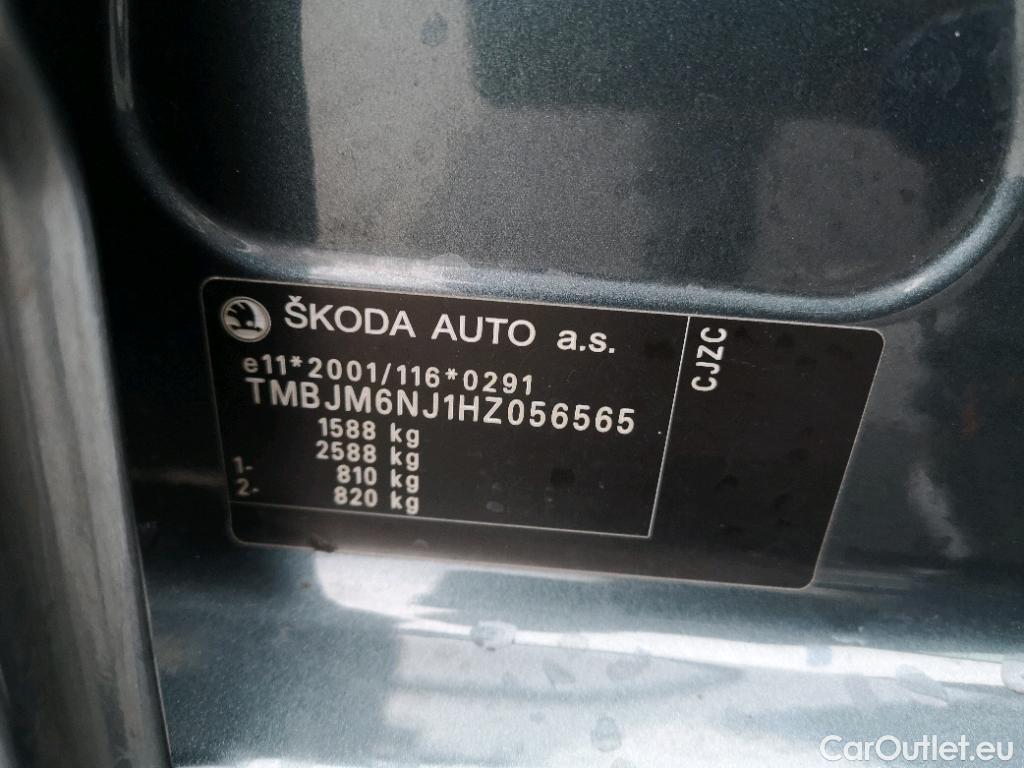 ŠKODA AUTO a.s.
e11*2001/116*0291
TMBJM6NJ1HZ056565
1588 kg
2588 kg
1- 810 kg
2- 820 kg
CJZC
CarOutlet.eu